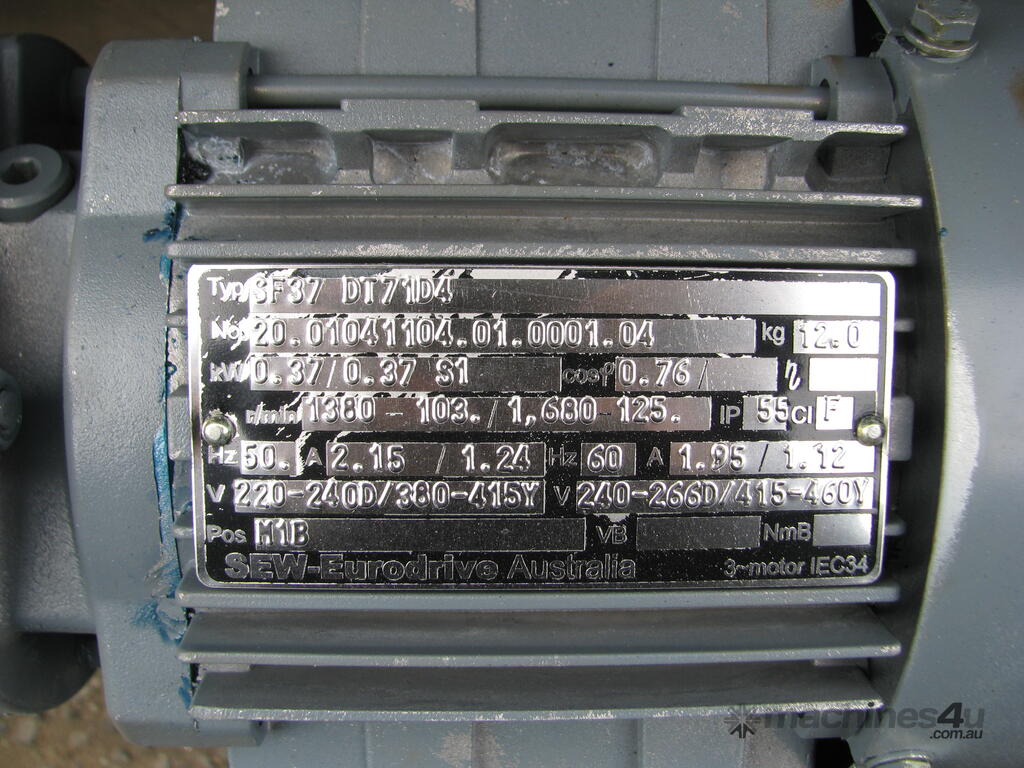 Typ SF37 DT71D4
No. 20.01041104.01.0001.04 kg 12.0
kW 0.37/0.37 S1 cosφ 0.76/ η
r/min 1380-103./1,680-125. IP 55 Cl F
Hz 50. A 2.15 / 1.24 Hz 60 A 1.95 / 1.12
V 220-240D/380-415Y V 240-266D/415-460Y
Pos M1B VB NmB
SEW-Eurodrive Australia 3~motor IEC34
machines4u
.com.au